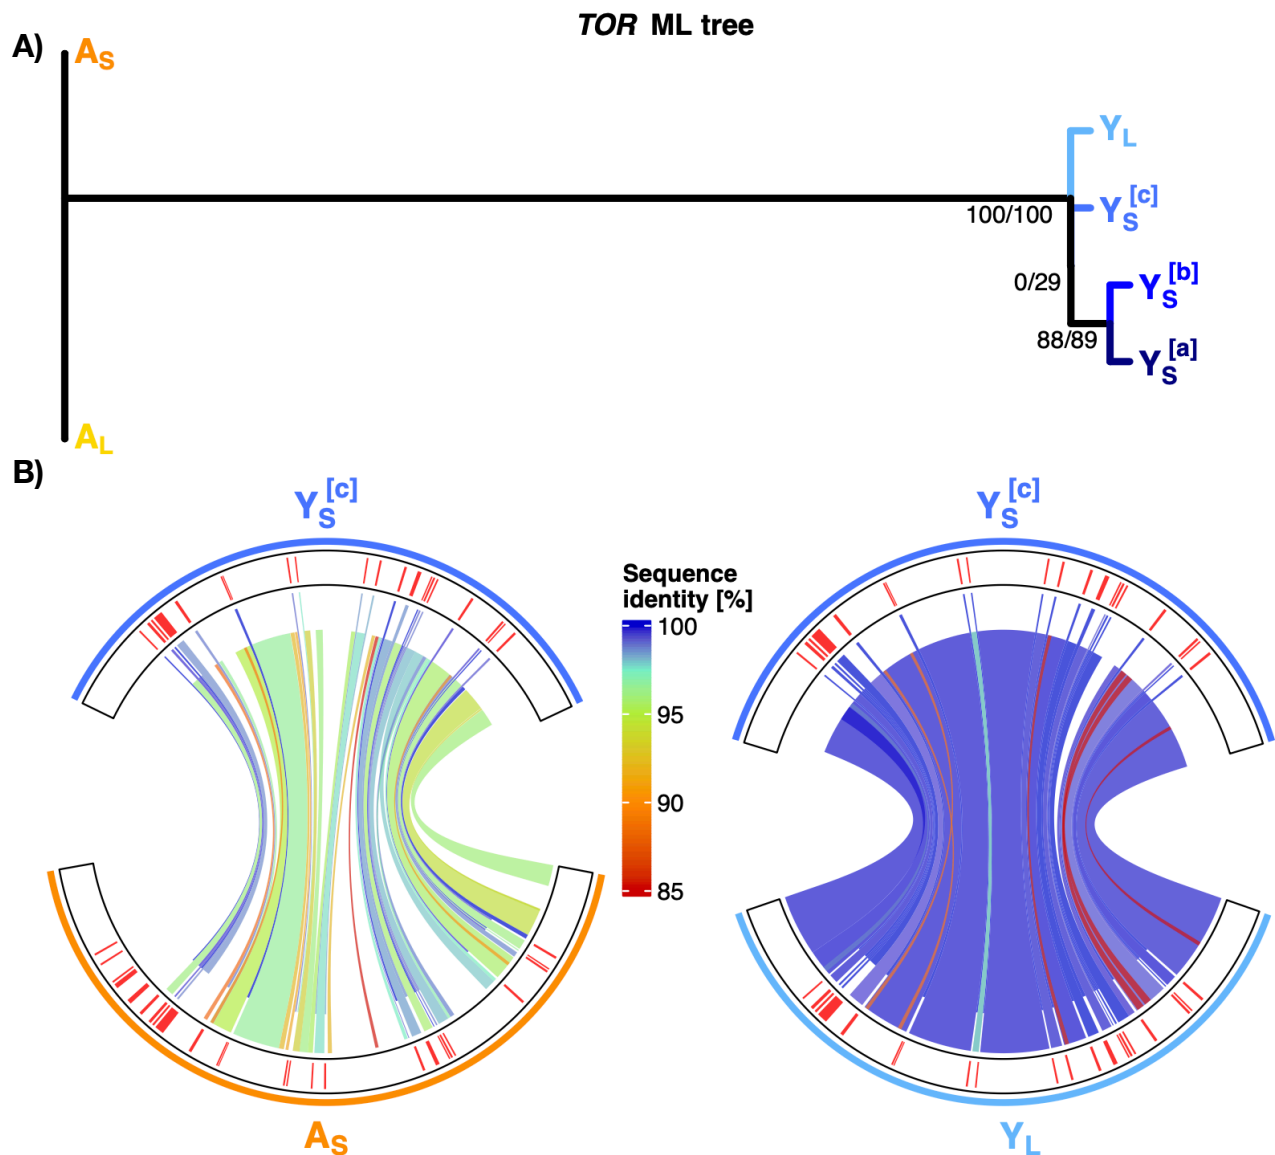 TOR ML tree
A)
AS
YL
YS[c]
100/100
0/29
YS[b]
88/89
YS[a]
AL
B)
YS[c]
YS[c]
Sequence
identity [%]
100
95
90
85
AS
YL